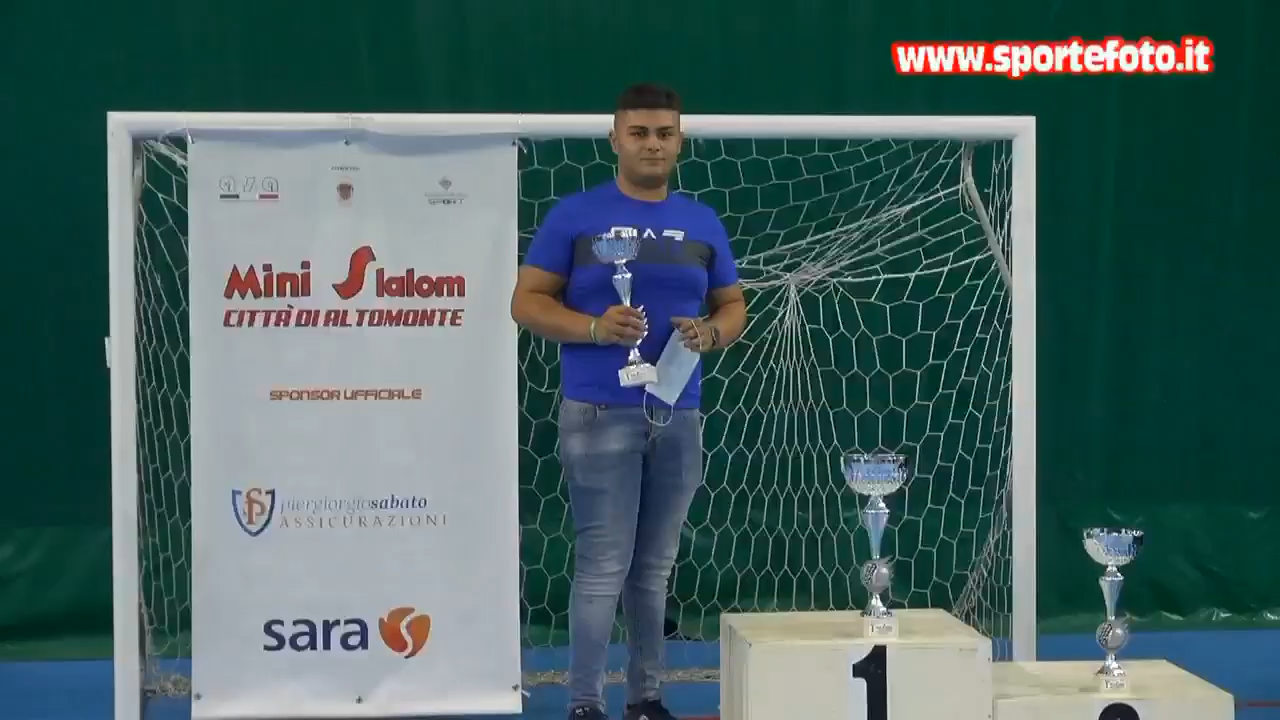 www.sportefoto.it
Mini Slalom
CITTÀ DI ALTOMONTE
SPONSOR UFFICIALE
piergiorgiosabato
ASSICURAZIONI
sara
1